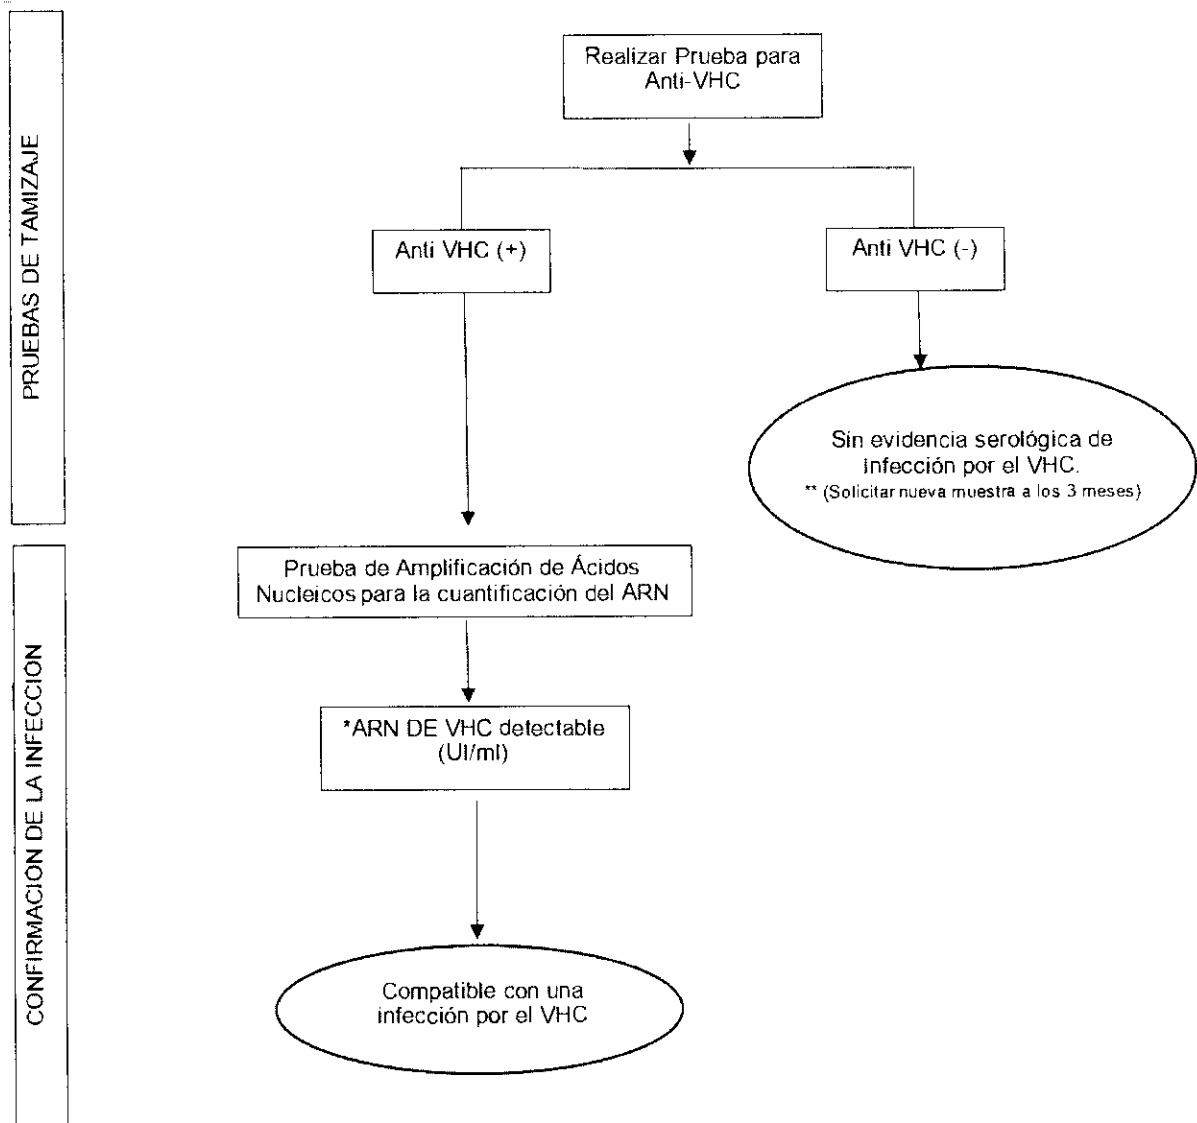 PRUEBAS DE TAMIZAJE
Realizar Prueba para
Anti-VHC
Anti VHC (+)
Anti VHC (-)
Sin evidencia serológica de
infección por el VHC.
** (Solicitar nueva muestra a los 3 meses)
CONFIRMACION DE LA INFECCIÓN
Prueba de Amplificación de Ácidos
Nucleicos para la cuantificación del ARN
*ARN DE VHC detectable
(UI/ml)
Compatible con una
infección por el VHC